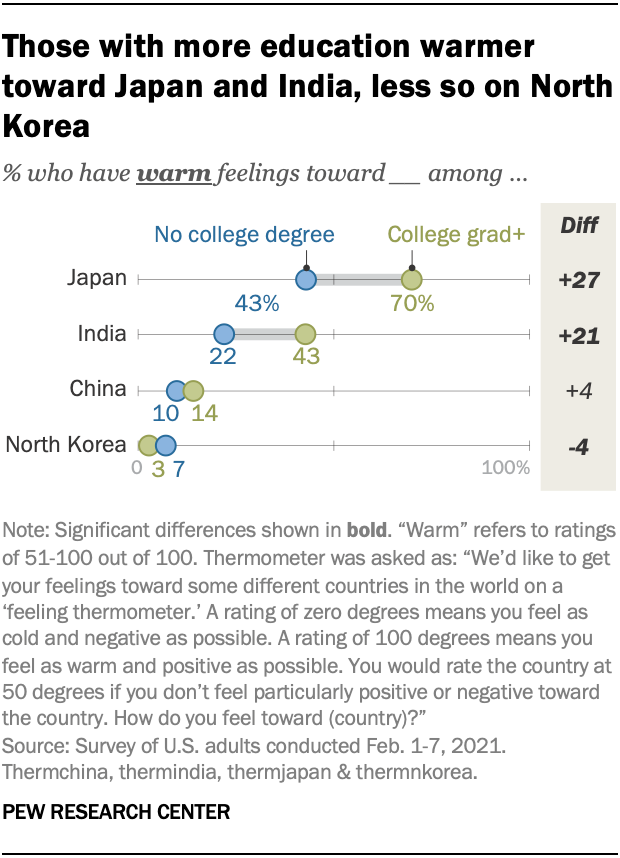 Those with more education warmer
toward Japan and India, less so on North
Korea
% who have warm feelings toward __ among ...
Diff
No college degree College grad+
Japan +27
43% 70%
India +21
22 43
China +4
10 14
North Korea -4
0 3 7 100%
Note: Significant differences shown in bold. “Warm” refers to ratings
of 51-100 out of 100. Thermometer was asked as: “We’d like to get
your feelings toward some different countries in the world on a
‘feeling thermometer.’ A rating of zero degrees means you feel as
cold and negative as possible. A rating of 100 degrees means you
feel as warm and positive as possible. You would rate the country at
50 degrees if you don’t feel particularly positive or negative toward
the country. How do you feel toward (country)?”
Source: Survey of U.S. adults conducted Feb. 1-7, 2021.
Thermchina, thermindia, thermjapan & thermnkorea.
PEW RESEARCH CENTER